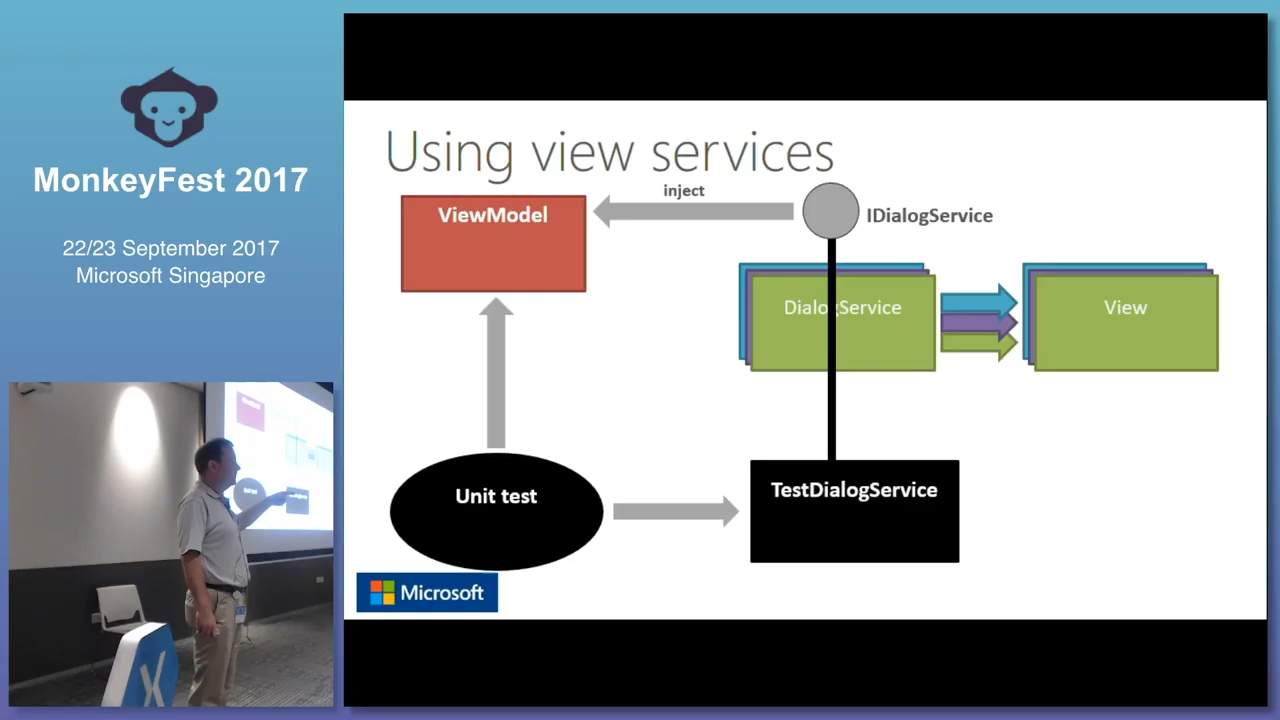 MonkeyFest 2017
22/23 September 2017
Microsoft Singapore
Using view services
inject
ViewModel
IDialogService
DialogService
View
Unit test
TestDialogService
Microsoft
X